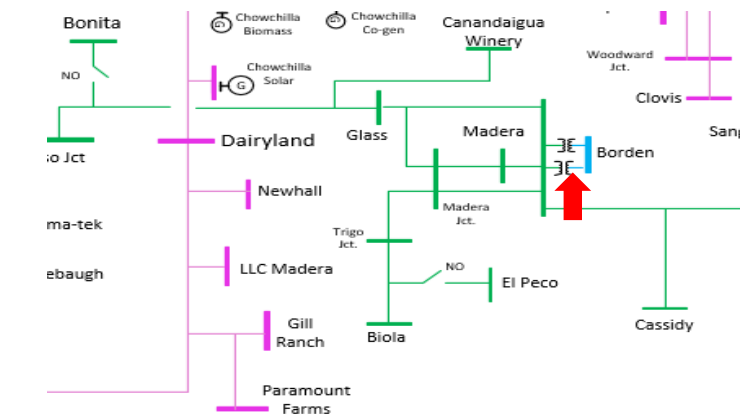 Bonita
Chowchilla
Biomass
Chowchilla
Co-gen
Canandaigua
Winery
NO
Chowchilla
Solar
G
G
G
Woodward
Jct.
Clovis
Glass
Madera
Borden
Dairyland
so Jct
San
Newhall
Madera
Jct.
ma-tek
Trigo
Jct.
LLC Madera
NO
El Peco
ebaugh
Gill
Ranch
Biola
Cassidy
Paramount
Farms